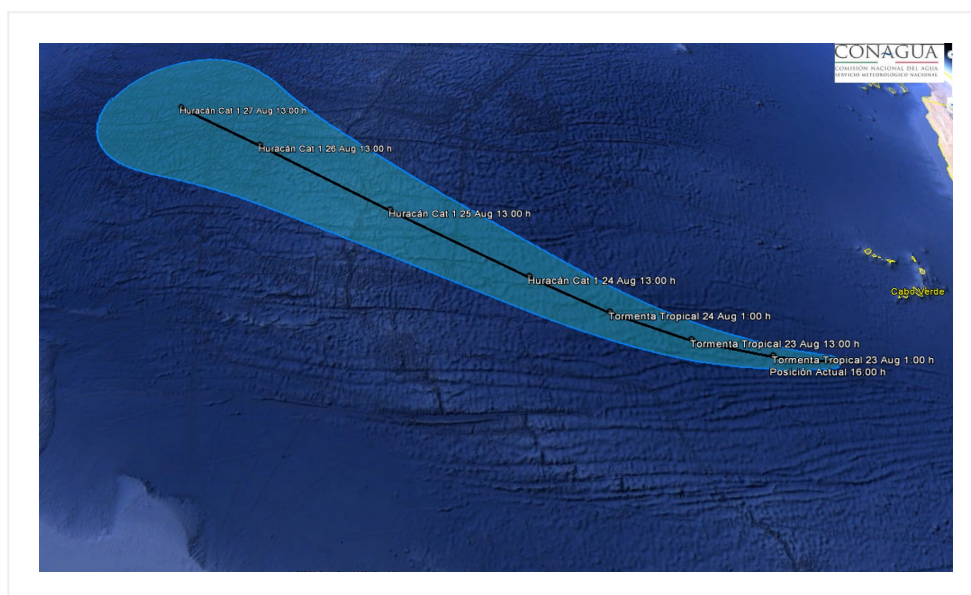 CONAGUA
COMISIÓN NACIONAL DEL AGUA
SERVICIO METEOROLÓGICO NACIONAL
Huracán Cat 1 27 Aug 13:00 h
Huracán Cat 1 26 Aug 13:00 h
Huracán Cat 1 25 Aug 13:00 h
Huracán Cat 1 24 Aug 13:00 h
Cabo Verde
Tormenta Tropical 24 Aug 1:00 h
Tormenta Tropical 23 Aug 13:00 h
Tormenta Tropical 23 Aug 1:00 h
Posición Actual 16:00 h